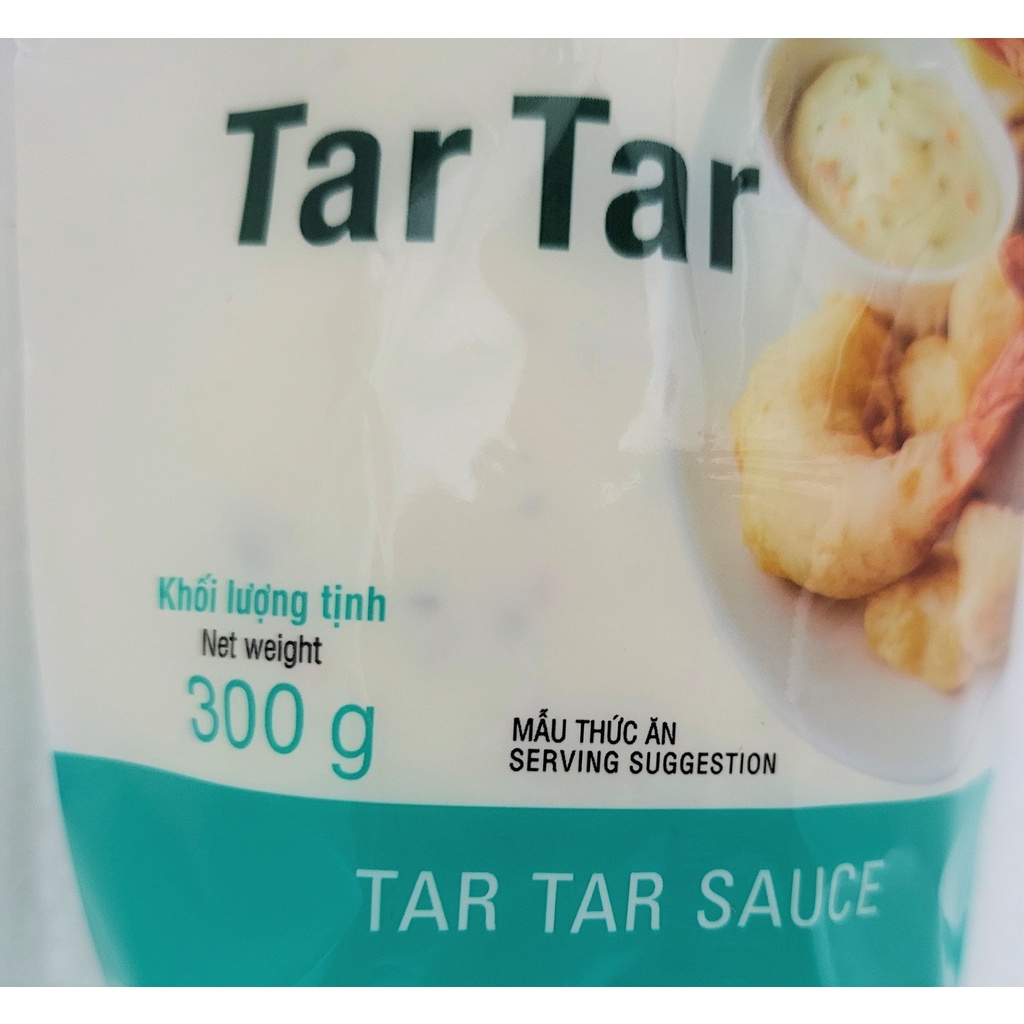 Tar Tar
Khối lượng tịnh
Net weight
300 g
MẪU THỨC ĂN
SERVING SUGGESTION
TAR TAR SAUCE